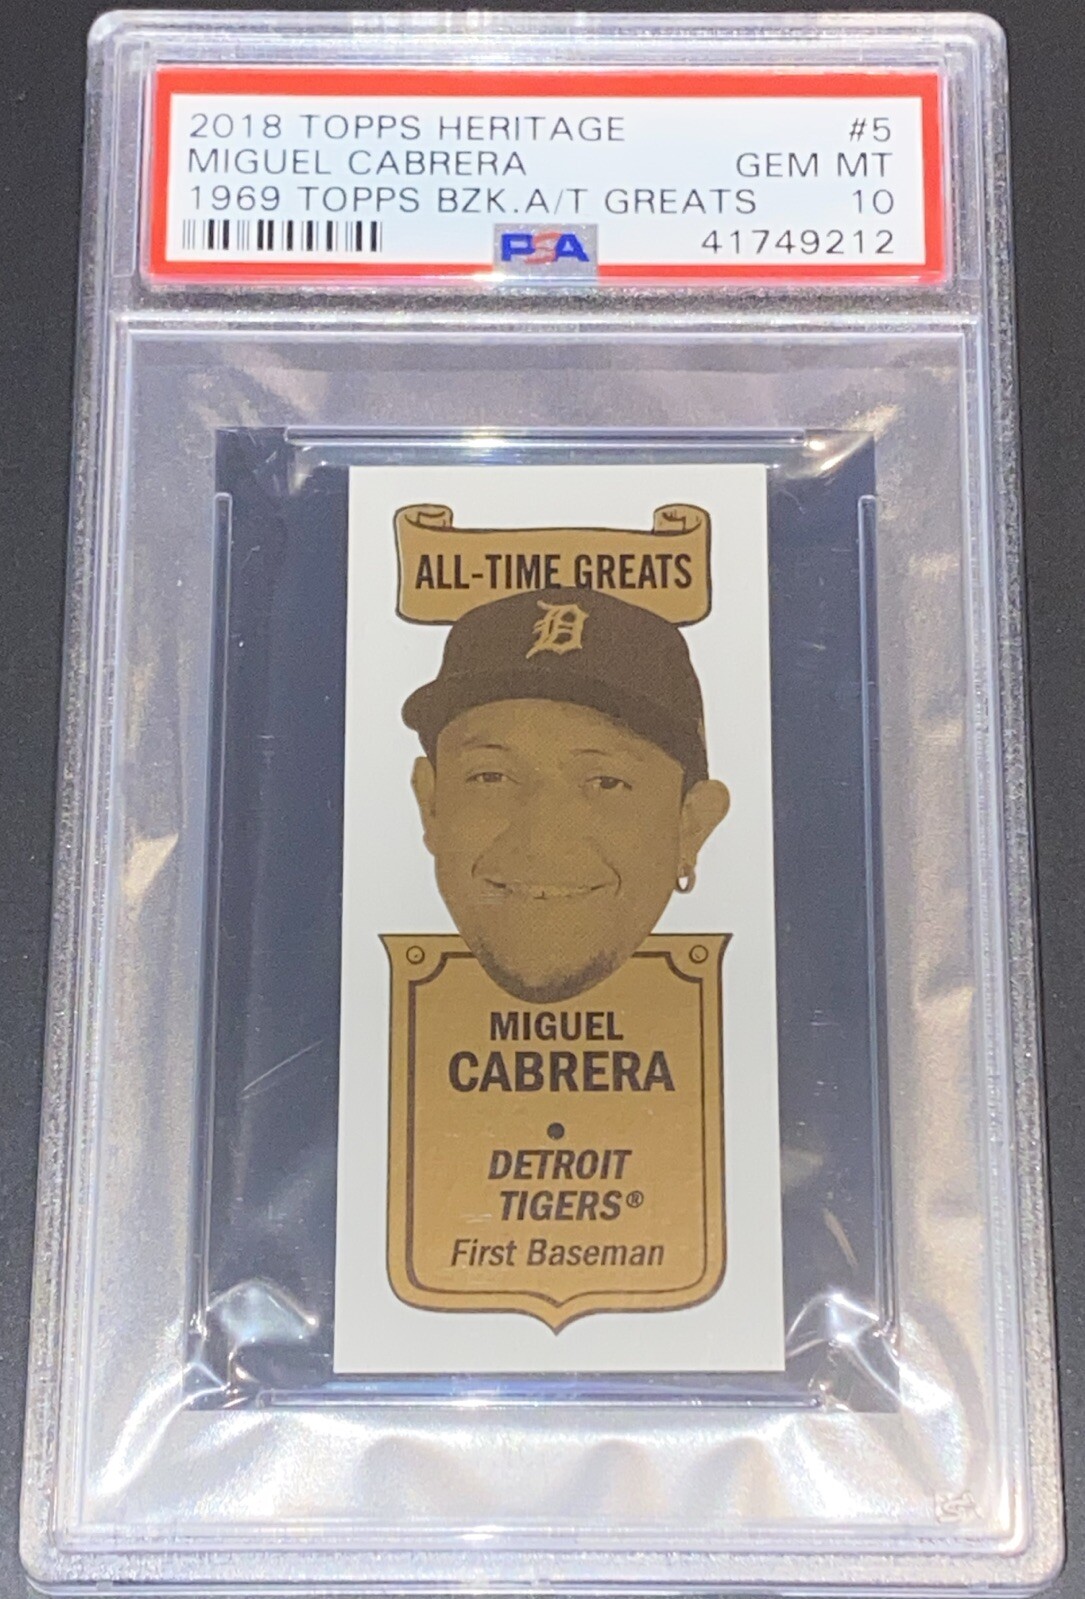 2018 TOPPS HERITAGE #5
MIGUEL CABRERA GEM MT
1969 TOPPS BZK.A/T GREATS 10
PSA 41749212
ALL-TIME GREATS
D
MIGUEL
CABRERA
DETROIT
TIGERS®
First Baseman